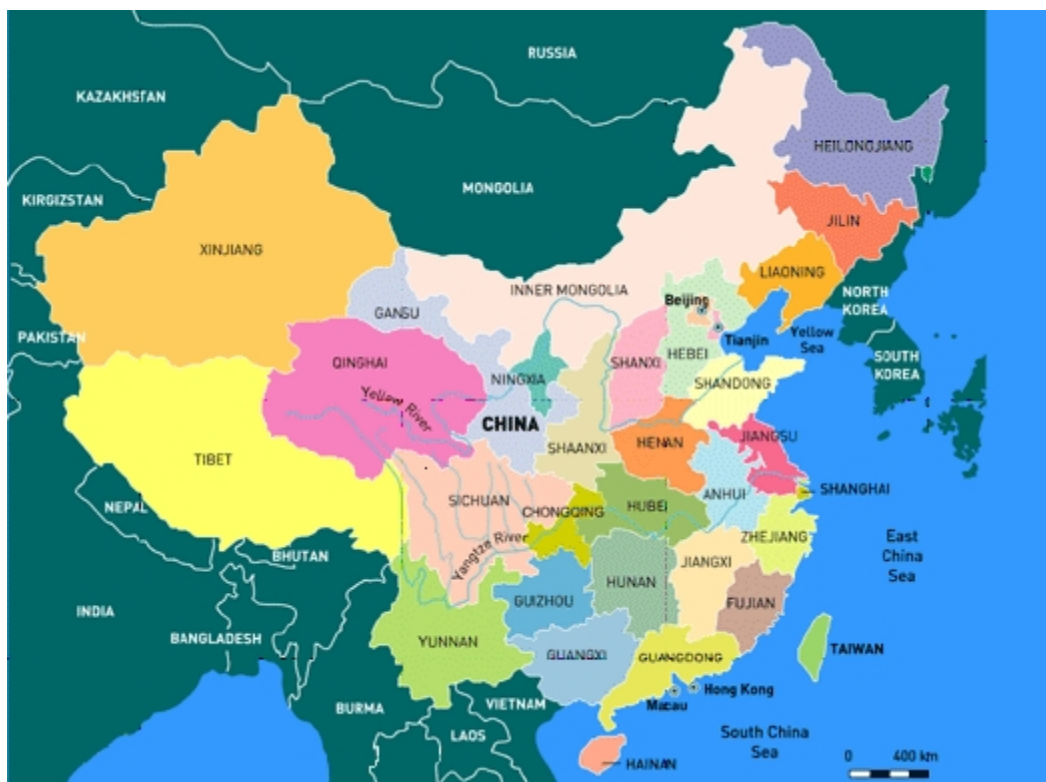 RUSSIA
KAZAKHSTAN
HEILONGJIANG
MONGOLIA
KIRGIZSTAN
JILIN
XINJIANG
LIAONING
INNER MONGOLIA
NORTH
KOREA
Beijing
GANSU
Yellow
Sea
PAKISTAN
Tianjin
QINGHAI
SHANXI
HEBEI
SOUTH
KOREA
NINGXIA
SHANDONG
Yellow River
CHINA
HENAN
JIANGSU
SHAANXI
TIBET
SHANGHAI
SICHUAN
ANHUI
CHONGQING
HUBEI
NEPAL
Yangtze River
ZHEJIANG
East
China
Sea
BHUTAN
JIANGXI
HUNAN
GUIZHOU
FUJIAN
INDIA
BANGLADESH
YUNNAN
TAIWAN
GUANGXI
GUANGDONG
Hong Kong
Macau
VIETNAM
BURMA
LAOS
South China
Sea
0 400 km
HAINAN